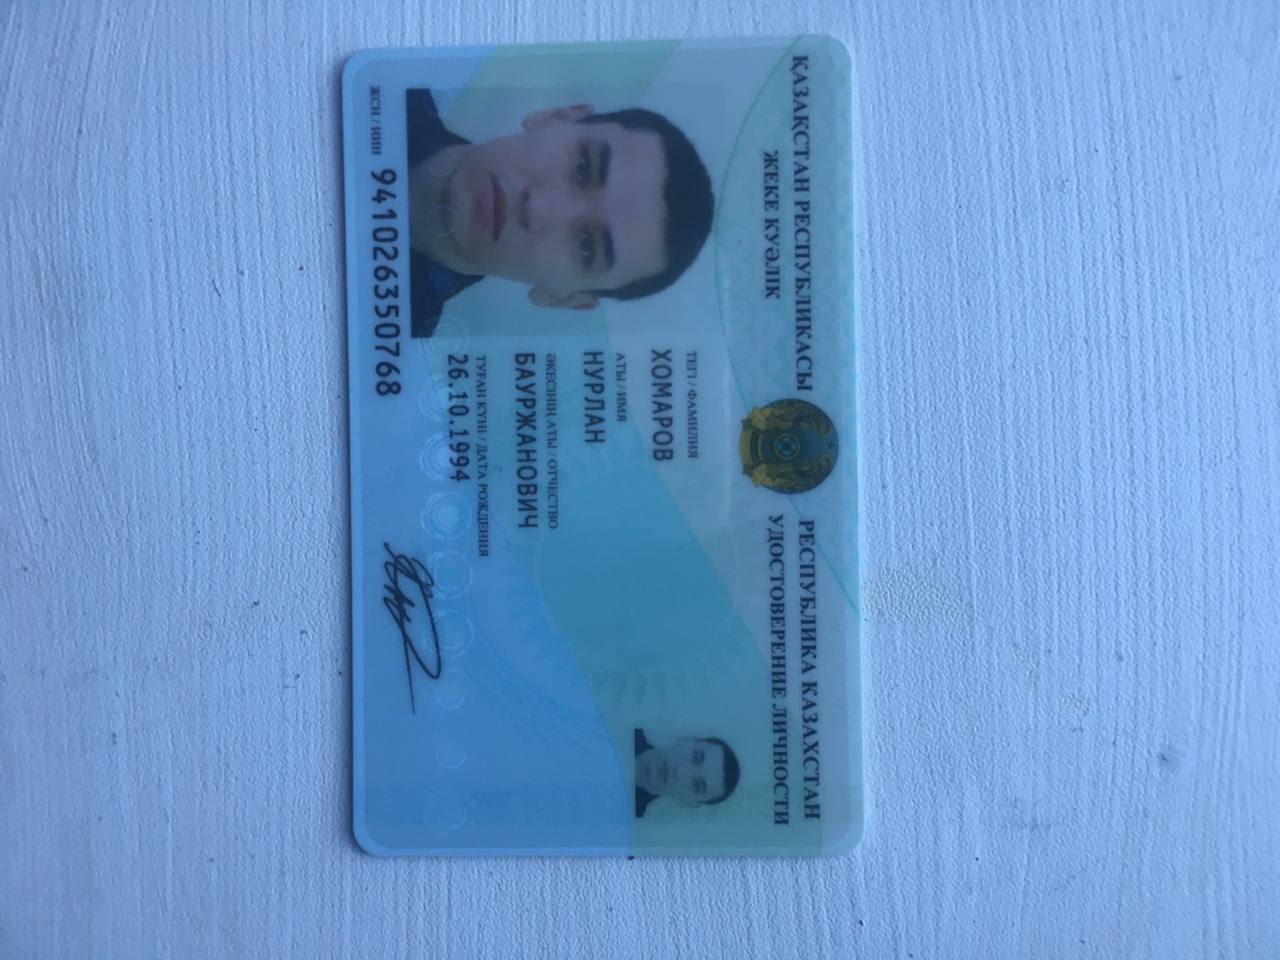 ҚАЗАҚСТАН РЕСПУБЛИКАСЫ
ЖЕКЕ КУӘЛІК
РЕСПУБЛИКА КАЗАХСТАН
УДОСТОВЕРЕНИЕ ЛИЧНОСТИ
ТЕГІ / ФАМИЛИЯ
ХОМАРОВ
АТЫ / ИМЯ
НУРЛАН
ӘКЕСІНІҢ АТЫ / ОТЧЕСТВО
БАУРЖАНОВИЧ
ТУҒАН КҮНІ / ДАТА РОЖДЕНИЯ
26.10.1994
ЖСН / ИИН 941026350768